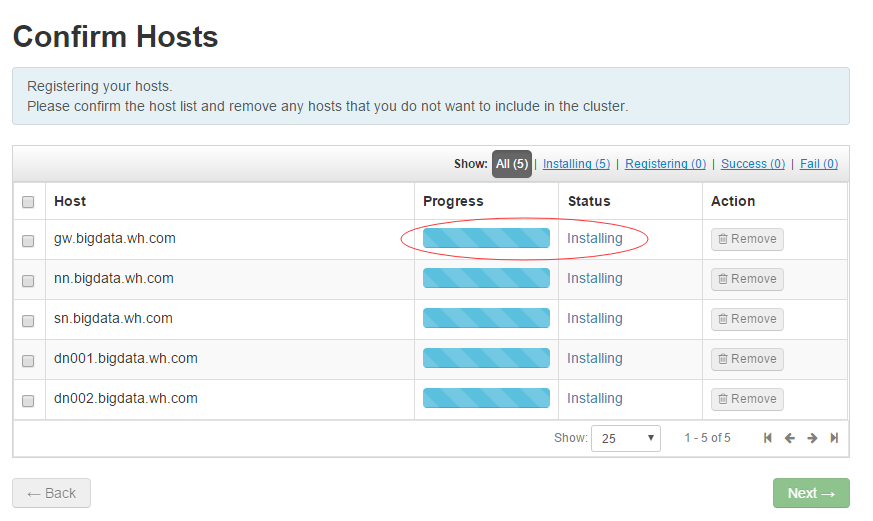 Confirm Hosts
Registering your hosts.
Please confirm the host list and remove any hosts that you do not want to include in the cluster.
Show: All (5) | Installing (5) | Registering (0) | Success (0) | Fail (0)
Host Progress Status Action
gw.bigdata.wh.com Installing Remove
nn.bigdata.wh.com Installing Remove
sn.bigdata.wh.com Installing Remove
dn001.bigdata.wh.com Installing Remove
dn002.bigdata.wh.com Installing Remove
Show: 25 1 - 5 of 5
← Back Next →